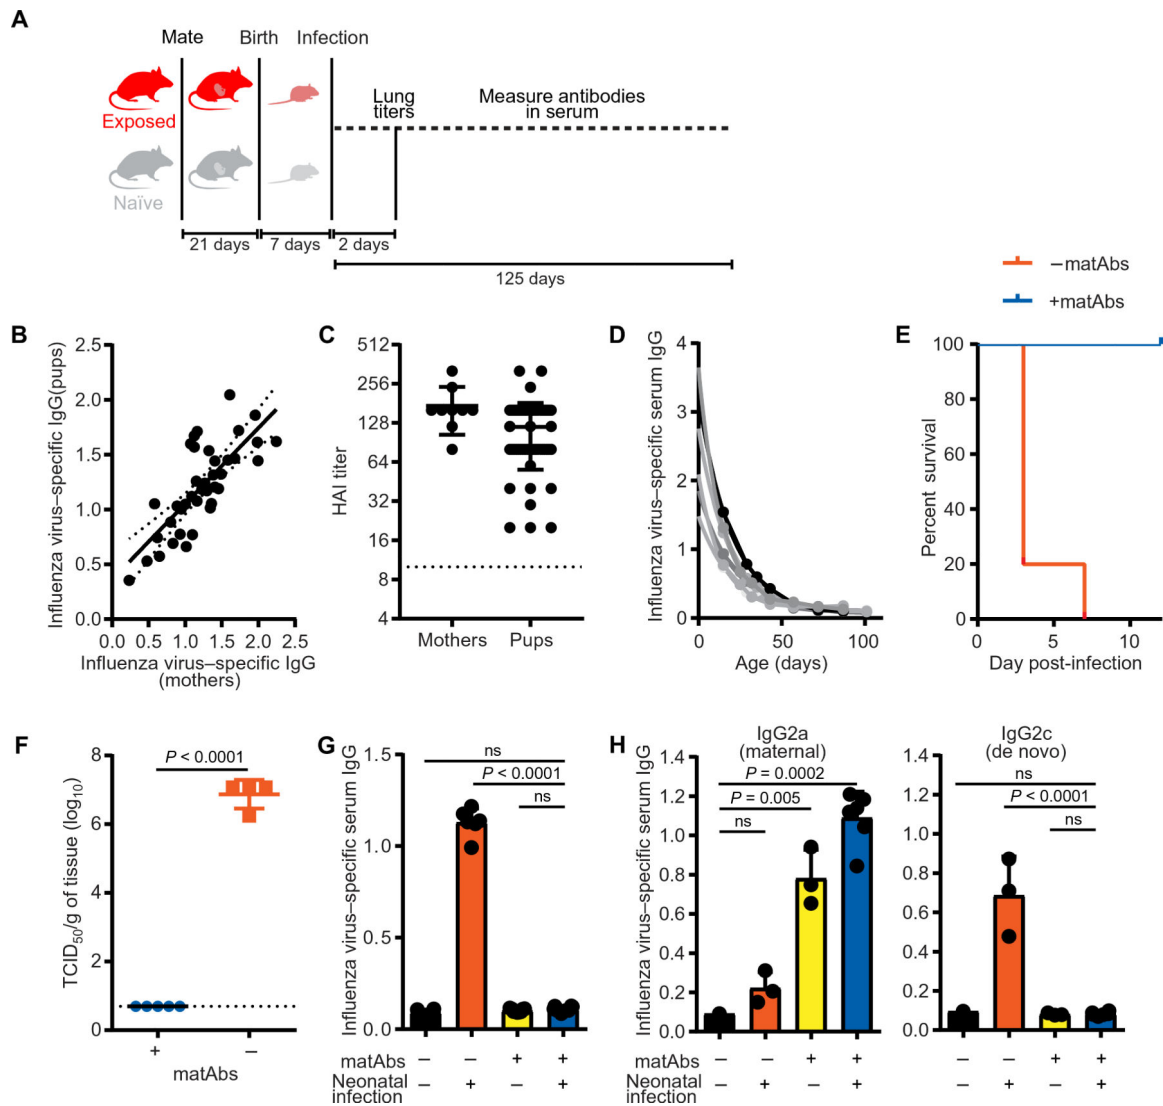 A
Mate Birth Infection
Exposed
Naïve
Lung
titers
Measure antibodies
in serum
21 days 7 days 2 days
125 days
–matAbs
+matAbs
B
Influenza virus–specific IgG(pups)
2.5
2.0
1.5
1.0
0.5
0.0
0.0 0.5 1.0 1.5 2.0 2.5
Influenza virus–specific IgG
(mothers)
C
HAI titer
512
256
128
64
32
16
8
4
Mothers Pups
D
Influenza virus–specific serum IgG
4
3
2
1
0
0 50 100
Age (days)
E
Percent survival
100
80
60
40
20
0
0 5 10
Day post-infection
F
TCID50/g of tissue (log10)
8
6
4
2
0
P < 0.0001
+ –
matAbs
G
Influenza virus–specific serum IgG
1.5
1.0
0.5
0.0
ns
P < 0.0001
ns
matAbs – – + +
Neonatal
infection – + – +
H
Influenza virus–specific serum IgG
IgG2a
(maternal)
1.4
1.2
1.0
0.8
0.6
0.4
0.2
0.0
P = 0.0002
P = 0.005
ns
matAbs – – + +
Neonatal
infection – + – +
IgG2c
(de novo)
1.4
1.2
1.0
0.8
0.6
0.4
0.2
0.0
ns
P < 0.0001
ns
– – + +
– + – +